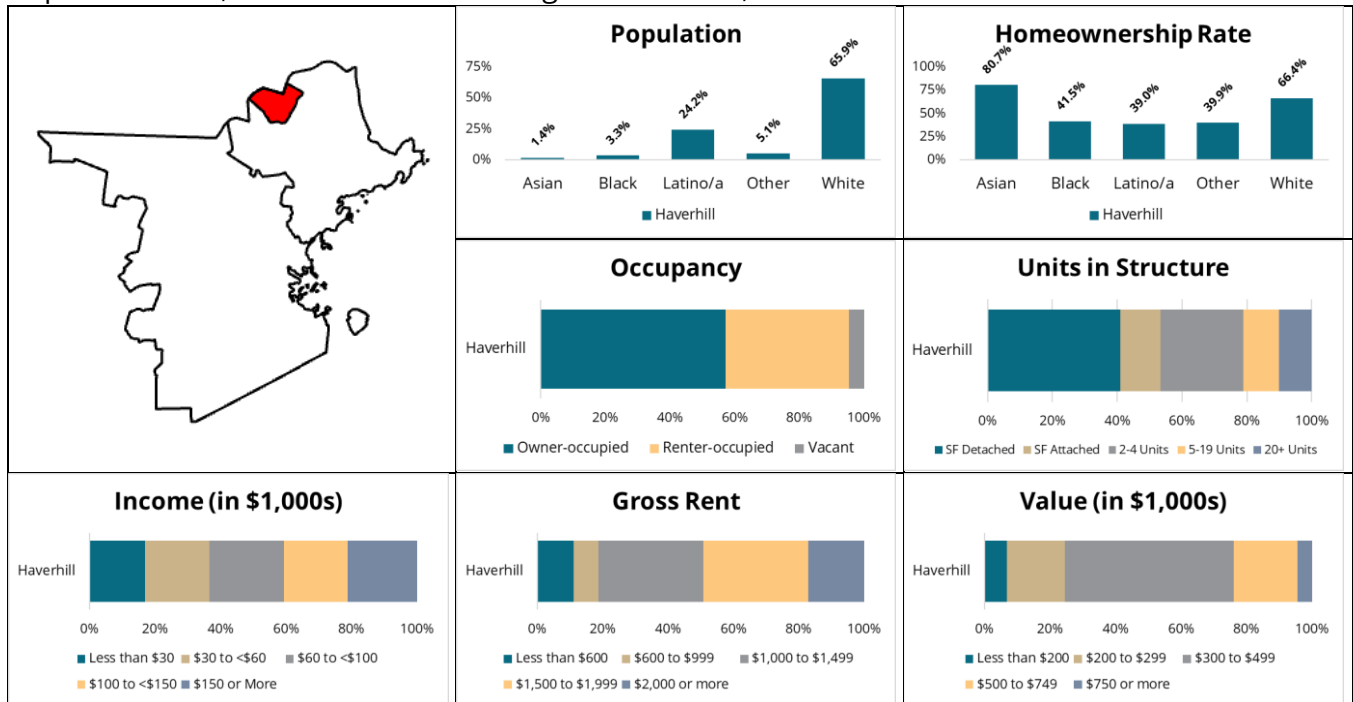 Population
75%
50%
25%
0%
1.4%
3.3%
24.2%
5.1%
65.9%
Asian Black Latino/a Other White
Haverhill
Homeownership Rate
100%
75%
50%
25%
0%
80.7%
41.5%
39.0%
39.9%
66.4%
Asian Black Latino/a Other White
Haverhill
Occupancy
Haverhill
0% 20% 40% 60% 80% 100%
Owner-occupied Renter-occupied Vacant
Units in Structure
Haverhill
0% 20% 40% 60% 80% 100%
SF Detached SF Attached 2-4 Units 5-19 Units 20+ Units
Income (in $1,000s)
Haverhill
0% 20% 40% 60% 80% 100%
Less than $30 $30 to <$60 $60 to <$100
$100 to <$150 $150 or More
Gross Rent
Haverhill
0% 20% 40% 60% 80% 100%
Less than $600 $600 to $999 $1,000 to $1,499
$1,500 to $1,999 $2,000 or more
Value (in $1,000s)
Haverhill
0% 20% 40% 60% 80% 100%
Less than $200 $200 to $299 $300 to $499
$500 to $749 $750 or more